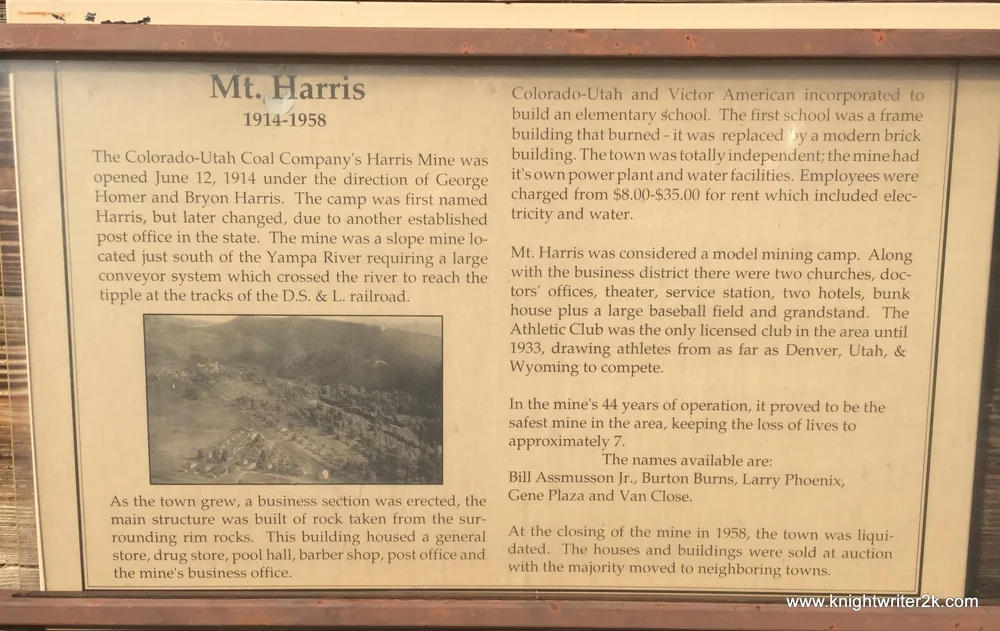 Mt. Harris
1914-1958
The Colorado-Utah Coal Company's Harris Mine was
opened June 12, 1914 under the direction of George
Homer and Bryon Harris. The camp was first named
Harris, but later changed, due to another established
post office in the state. The mine was a slope mine lo-
cated just south of the Yampa River requiring a large
conveyor system which crossed the river to reach the
tipple at the tracks of the D.S. & L. railroad.
As the town grew, a business section was erected, the
main structure was built of rock taken from the sur-
rounding rim rocks. This building housed a general
store, drug store, pool hall, barber shop, post office and
the mine's business office.
Colorado-Utah and Victor American incorporated to
build an elementary school. The first school was a frame
building that burned - it was replaced by a modern brick
building. The town was totally independent; the mine had
it's own power plant and water facilities. Employees were
charged from $8.00-$35.00 for rent which included elec-
tricity and water.
Mt. Harris was considered a model mining camp. Along
with the business district there were two churches, doc-
tors' offices, theater, service station, two hotels, bunk
house plus a large baseball field and grandstand. The
Athletic Club was the only licensed club in the area until
1933, drawing athletes from as far as Denver, Utah, &
Wyoming to compete.
In the mine's 44 years of operation, it proved to be the
safest mine in the area, keeping the loss of lives to
approximately 7.
The names available are:
Bill Assmusson Jr., Burton Burns, Larry Phoenix,
Gene Plaza and Van Close.
At the closing of the mine in 1958, the town was liqui-
dated. The houses and buildings were sold at auction
with the majority moved to neighboring towns.
www.knightwriter2k.com